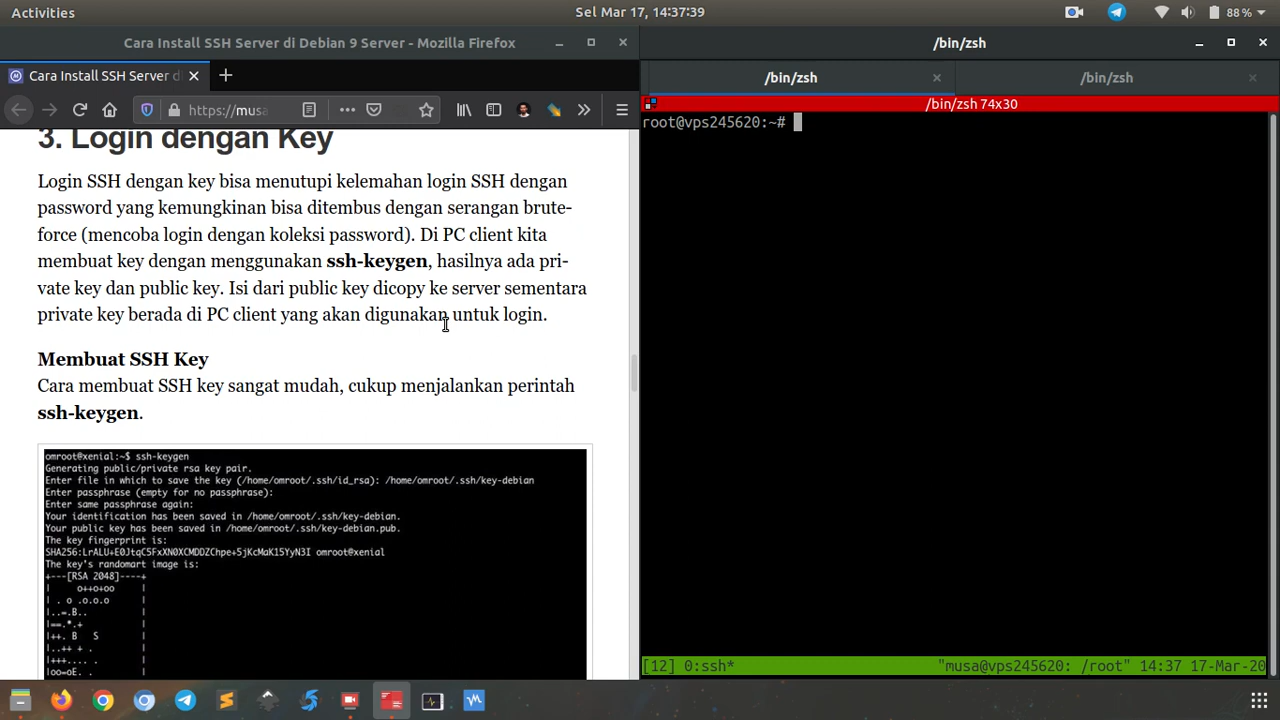 Activities
Sel Mar 17, 14:37:39
88 %
Cara Install SSH Server di Debian 9 Server - Mozilla Firefox
Cara Install SSH Server d
https://musa
3. Login dengan Key
Login SSH dengan key bisa menutupi kelemahan login SSH dengan
password yang kemungkinan bisa ditembus dengan serangan brute-
force (mencoba login dengan koleksi password). Di PC client kita
membuat key dengan menggunakan ssh-keygen, hasilnya ada pri-
vate key dan public key. Isi dari public key dicopy ke server sementara
private key berada di PC client yang akan digunakan untuk login.
Membuat SSH Key
Cara membuat SSH key sangat mudah, cukup menjalankan perintah
ssh-keygen.
omroot@xenial:~$ ssh-keygen
Generating public/private rsa key pair.
Enter file in which to save the key (/home/omroot/.ssh/id_rsa): /home/omroot/.ssh/key-debian
Enter passphrase (empty for no passphrase):
Enter same passphrase again:
Your identification has been saved in /home/omroot/.ssh/key-debian.
Your public key has been saved in /home/omroot/.ssh/key-debian.pub.
The key fingerprint is:
SHA256:LrALU+E0JtqC5FxXN0XCMDDZChpe+5jKcMaK15YyN3I omroot@xenial
The key's randomart image is:
+---[RSA 2048]----+
|     o++o+oo     |
| . o .o.o.o      |
|..=.B..          |
|==.*.+           |
|++. B   S        |
|..++ + .         |
|+++.... .        |
|oo=oE. .         |
/bin/zsh
/bin/zsh
/bin/zsh
/bin/zsh 74x30
root@vps245620:~#
[12] 0:ssh* "musa@vps245620: /root" 14:37 17-Mar-20